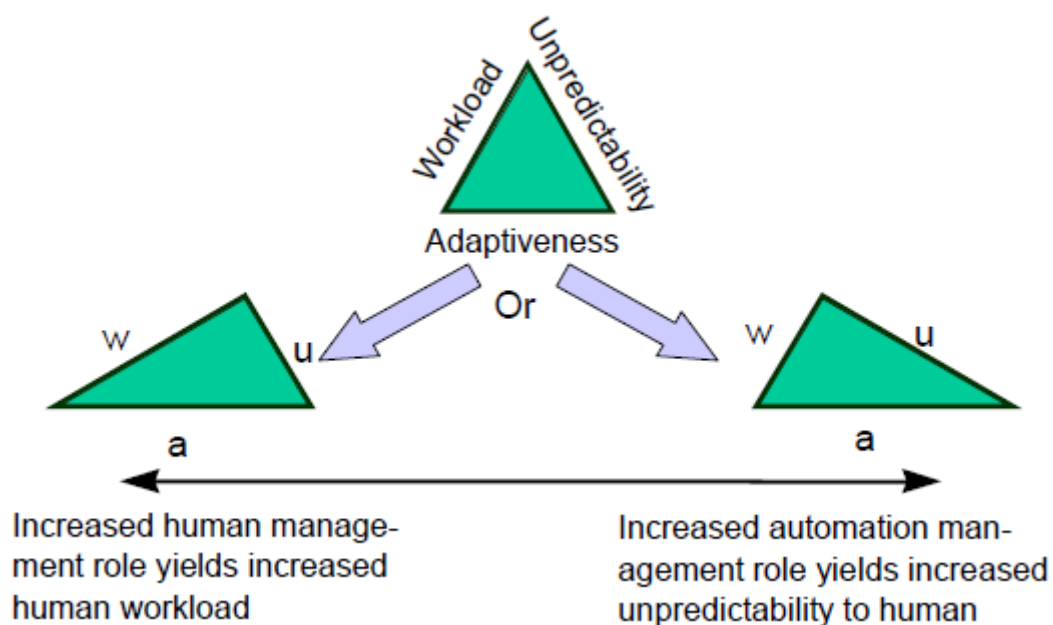 Workload
Unpredictability
Adaptiveness
Or
w
u
a
w
u
a
Increased human manage-
ment role yields increased
human workload
Increased automation man-
agement role yields increased
unpredictability to human